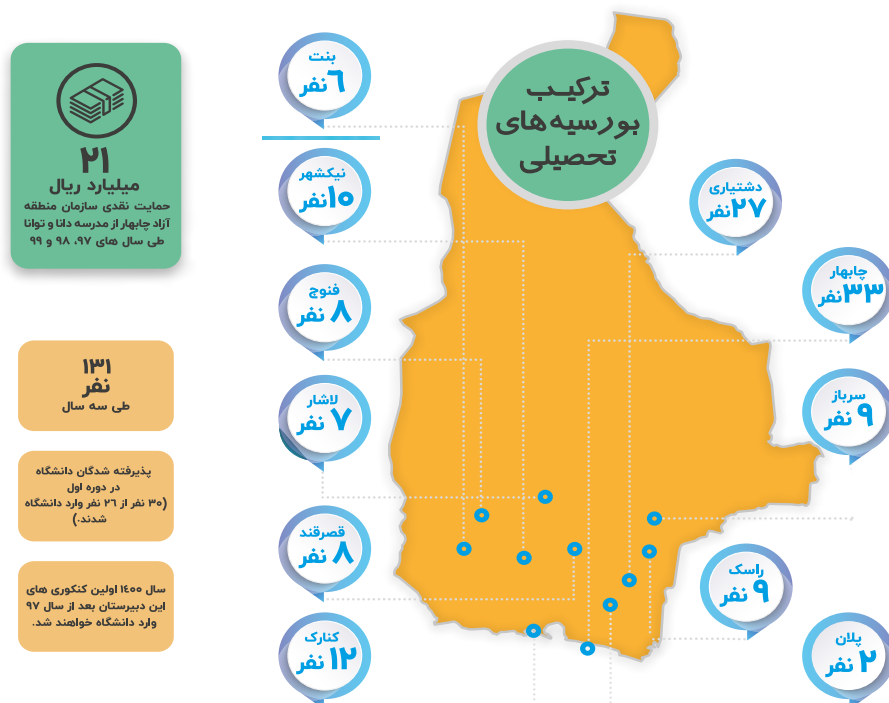 ترکیب
بورسیه های
تحصیلی
۲۱
میلیارد ریال
حمایت نقدی سازمان منطقه
آزاد چابهار از مدرسه دانا و توانا
طی سال های ۹۷، ۹۸ و ۹۹
۱۳۱
نفر
طی سه سال
پذیرفته شدگان دانشگاه
در دوره اول
(۳۰ نفر از ۲۶ نفر وارد دانشگاه
شدند.)
سال ۱۴۰۰ اولین کنکوری های
این دبیرستان بعد از سال ۹۷
وارد دانشگاه خواهند شد.
بنت
۶ نفر
نیکشهر
۱۰ نفر
فنوج
۸ نفر
لاشار
۷ نفر
قصرقند
۸ نفر
کنارک
۱۲ نفر
دشتیاری
۲۷ نفر
چابهار
۳۳ نفر
سرباز
۹ نفر
راسک
۹ نفر
پلان
۲ نفر